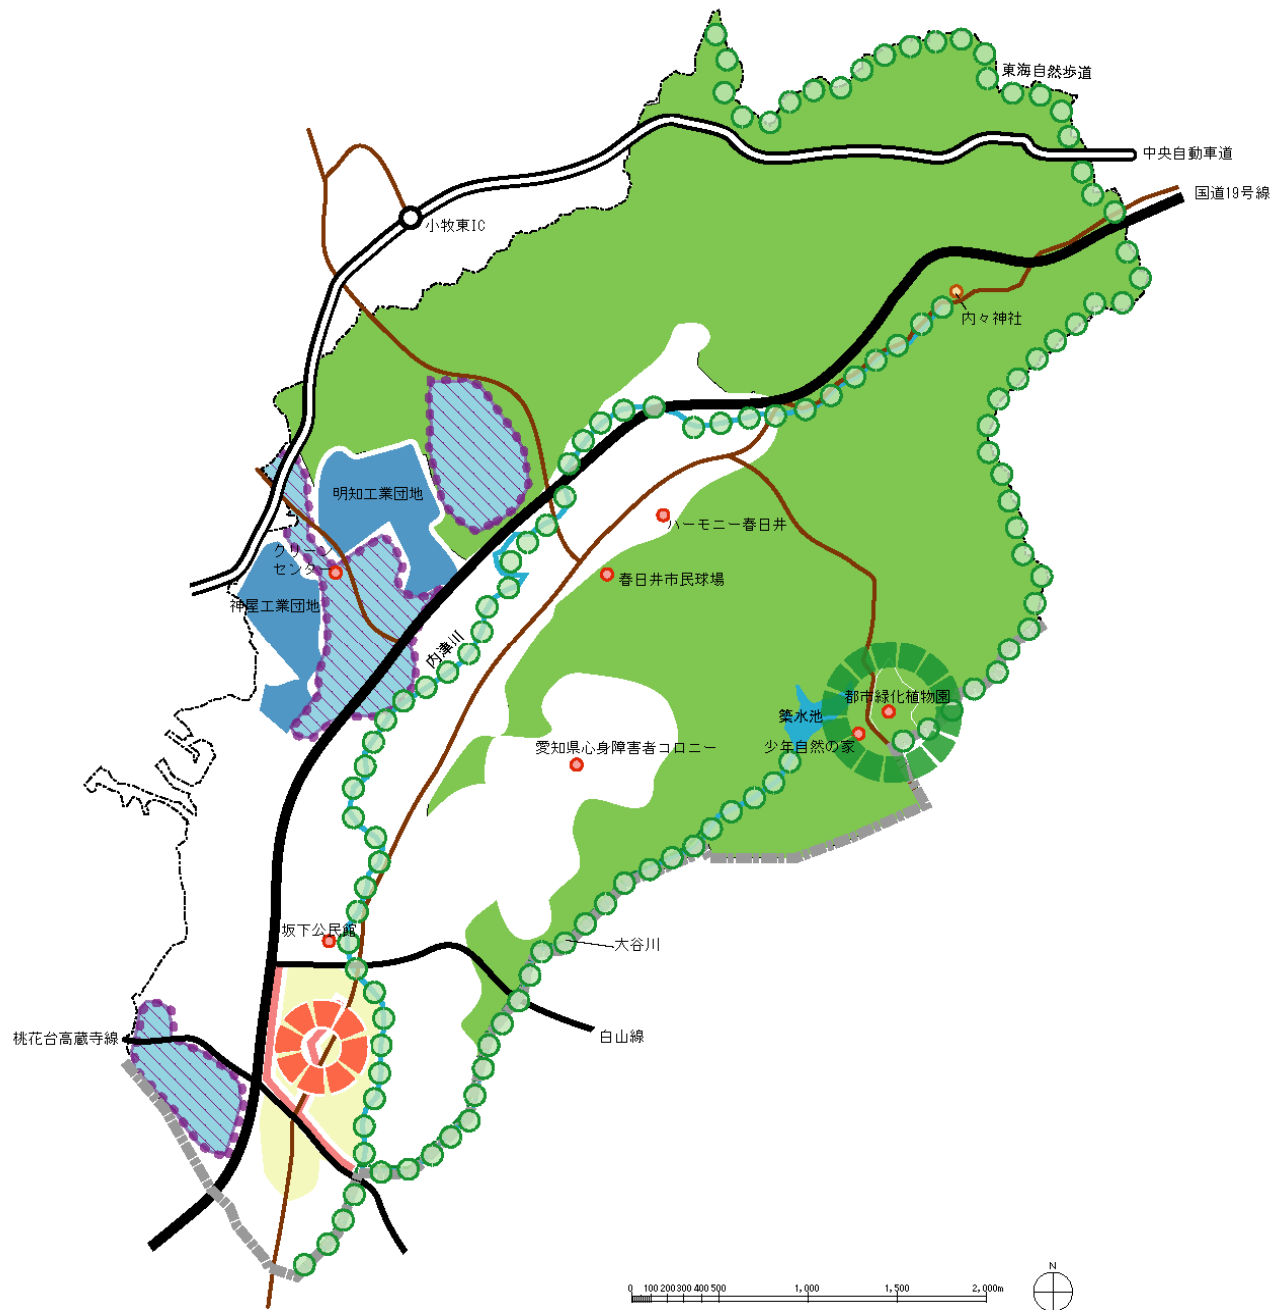 東海自然歩道
中央自動車道
国道19号線
小牧東IC
内々神社
明知工業団地
ハーモニー春日井
クリーン
センター
春日井市民球場
神屋工業団地
内津川
都市緑化植物園
築水池
少年自然の家
愛知県心身障害者コロニー
坂下公民館
大谷川
白山線
桃花台高蔵寺線
N
0 100 200 300 400 500 1,000 1,500 2,000m